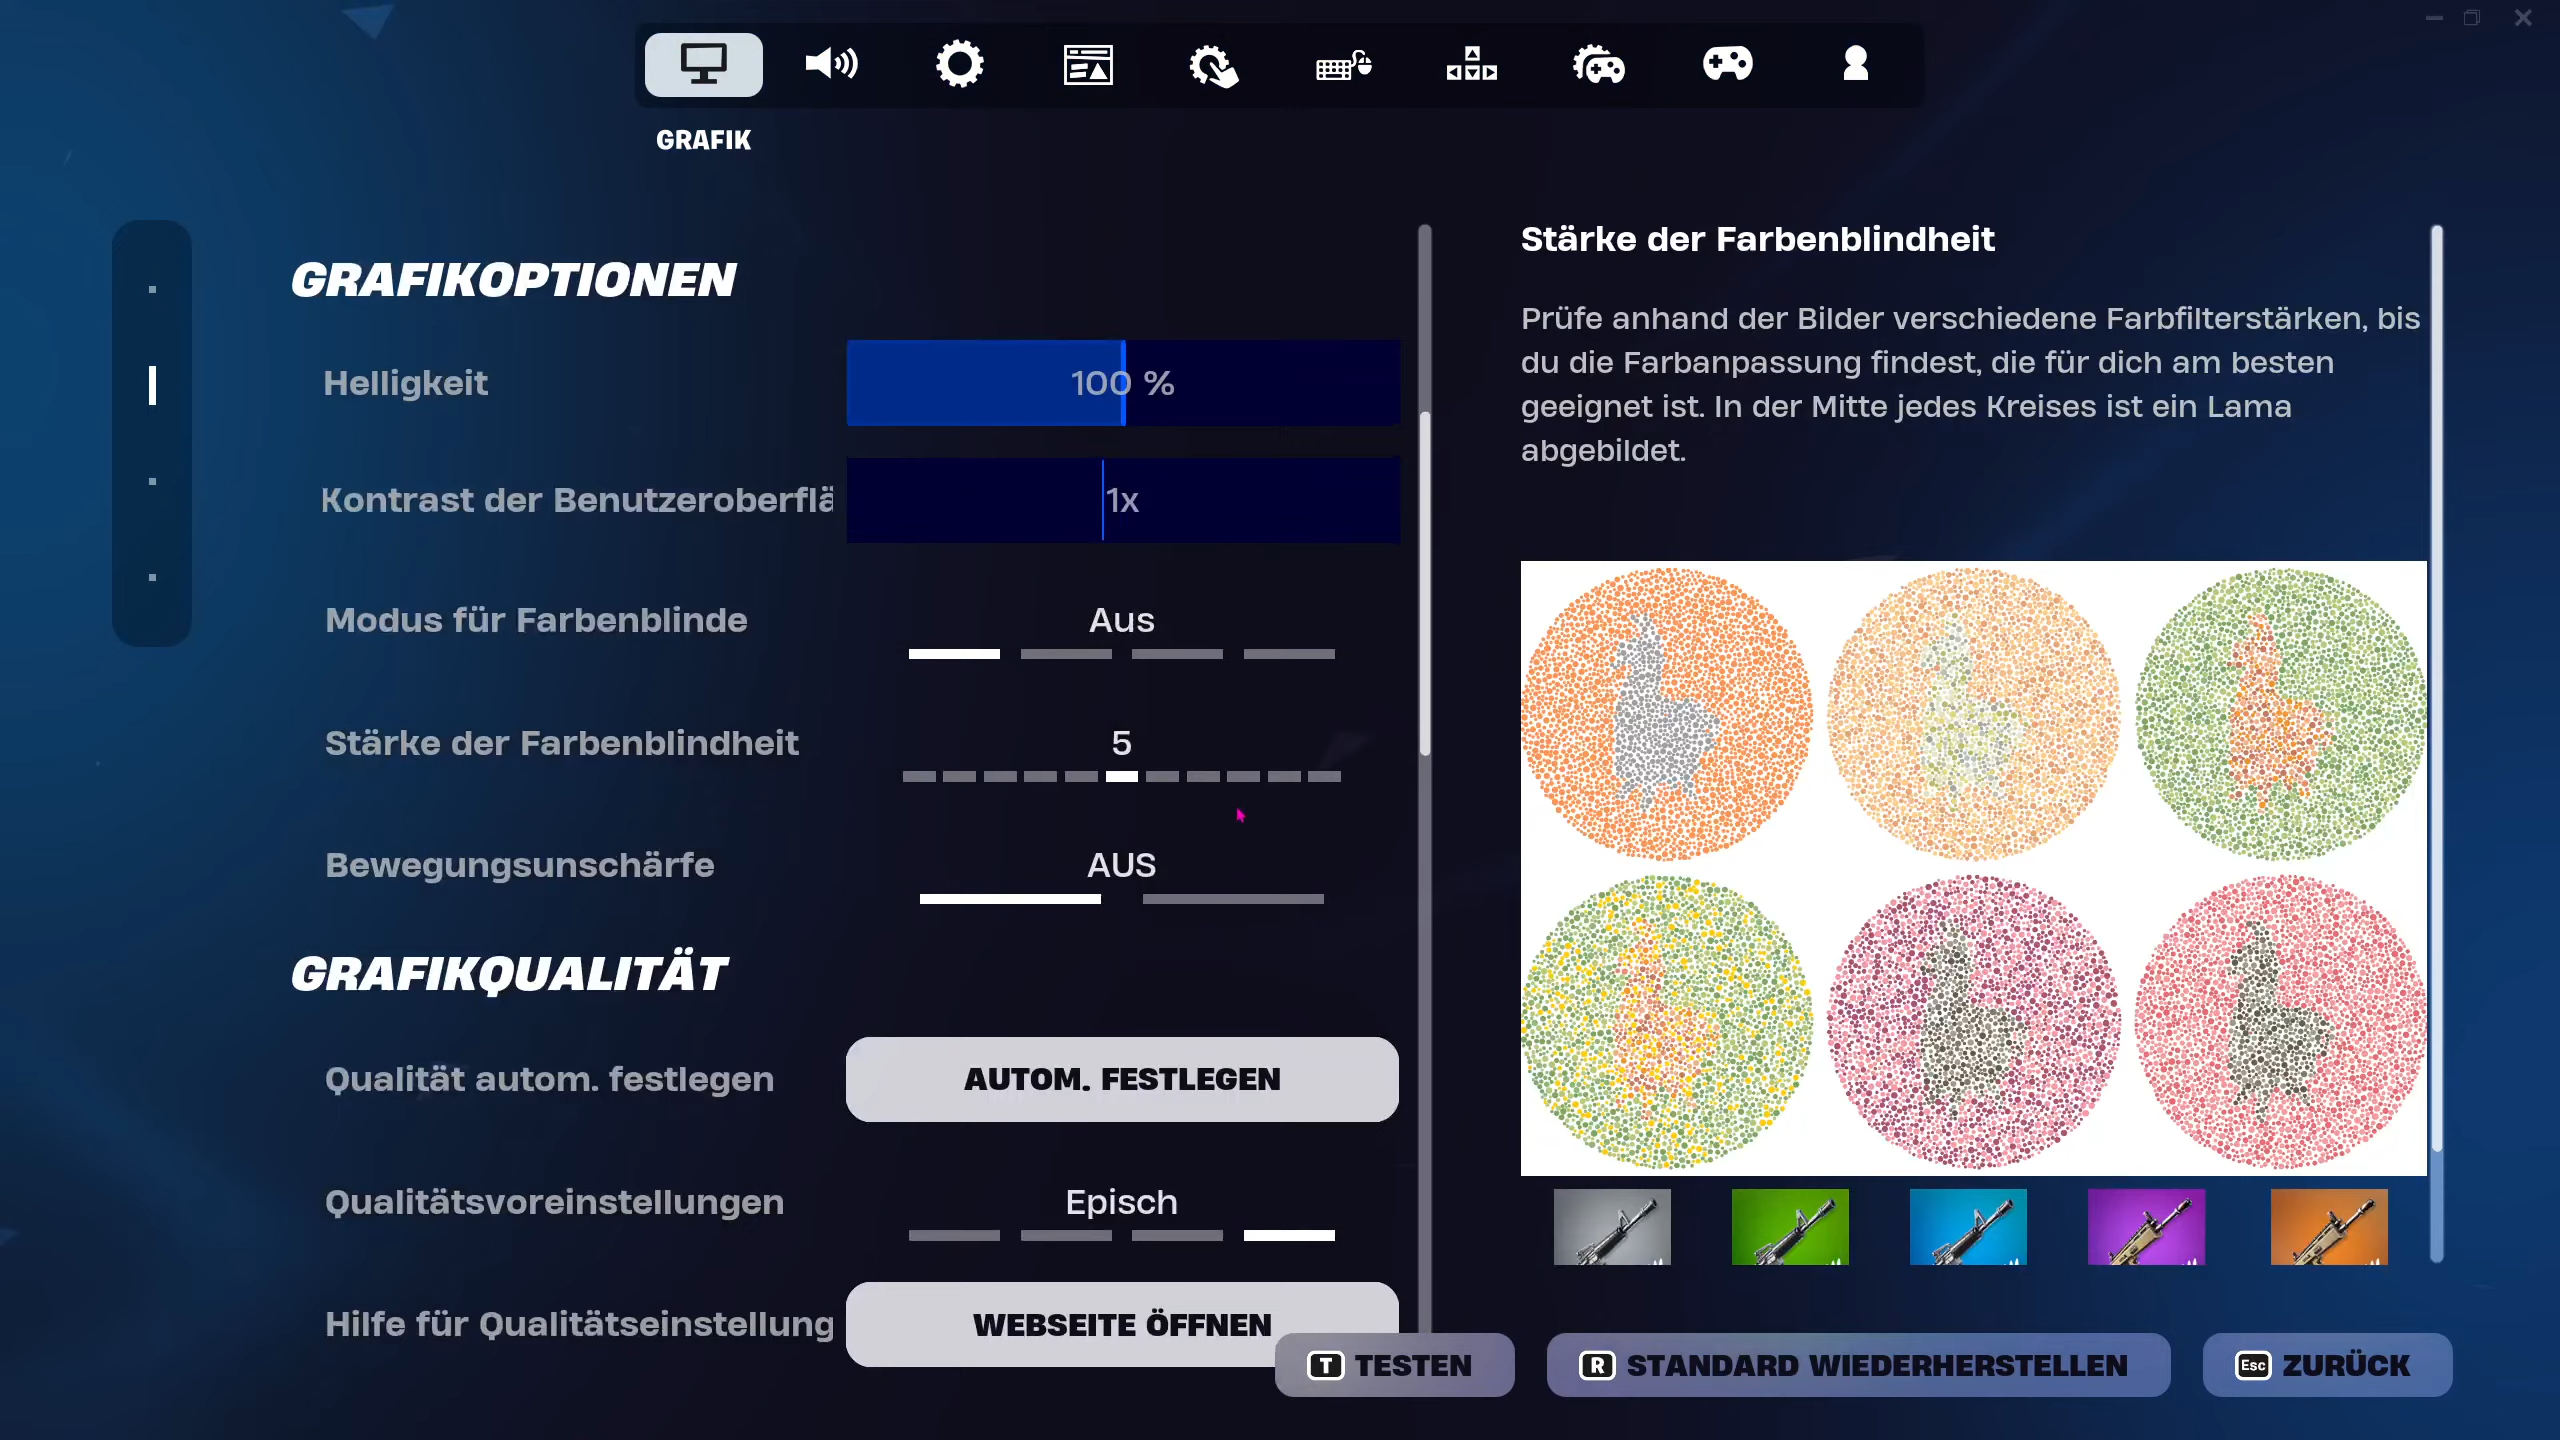 GRAFIK
GRAFIKOPTIONEN
Helligkeit
100 %
Kontrast der Benutzeroberflä
1x
Modus für Farbenblinde
Aus
Stärke der Farbenblindheit
5
Bewegungsunschärfe
AUS
GRAFIKQUALITÄT
Qualität autom. festlegen
AUTOM. FESTLEGEN
Qualitätsvoreinstellungen
Episch
Hilfe für Qualitätseinstellung
WEBSEITE ÖFFNEN
Stärke der Farbenblindheit
Prüfe anhand der Bilder verschiedene Farbfilterstärken, bis
du die Farbanpassung findest, die für dich am besten
geeignet ist. In der Mitte jedes Kreises ist ein Lama
abgebildet.
T TESTEN
R STANDARD WIEDERHERSTELLEN
Esc ZURÜCK